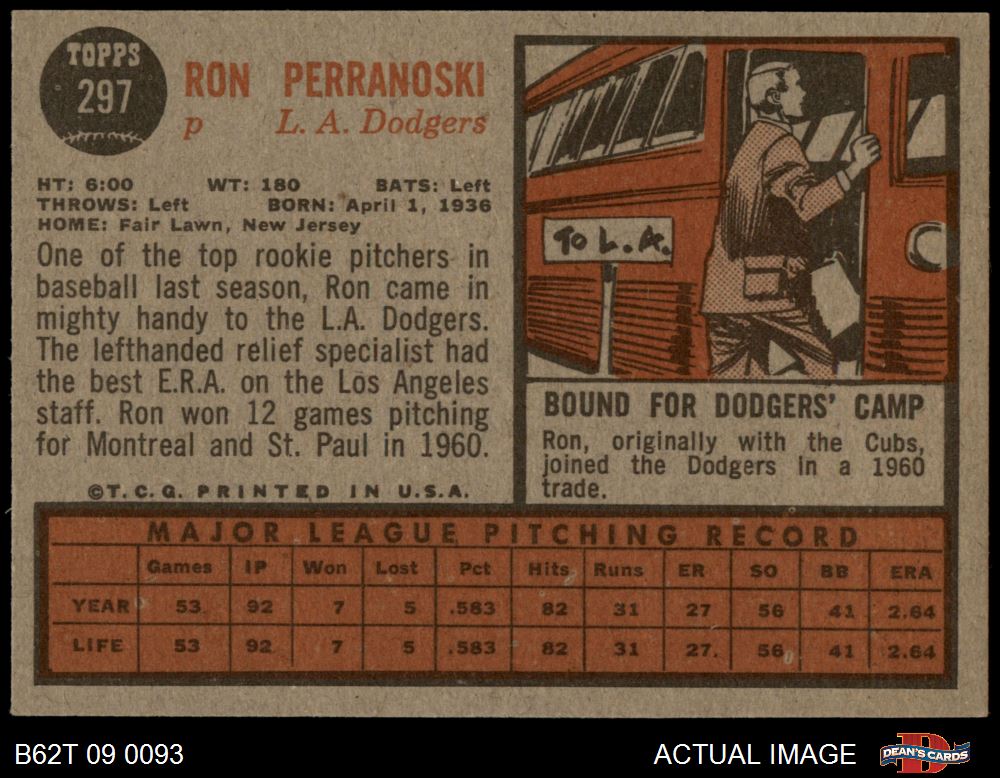 TOPPS
297
RON PERRANOSKI
p L. A. Dodgers
HT: 6:00 WT: 180 BATS: Left
THROWS: Left BORN: April 1, 1936
HOME: Fair Lawn, New Jersey
One of the top rookie pitchers in
baseball last season, Ron came in
mighty handy to the L.A. Dodgers.
The lefthanded relief specialist had
the best E.R.A. on the Los Angeles
staff. Ron won 12 games pitching
for Montreal and St. Paul in 1960.
©T. C. G. PRINTED IN U.S.A.
TO L.A.
BOUND FOR DODGERS' CAMP
Ron, originally with the Cubs,
joined the Dodgers in a 1960
trade.
MAJOR LEAGUE PITCHING RECORD
Games IP Won Lost Pct Hits Runs ER SO BB ERA
YEAR 53 92 7 5 .583 82 31 27 56 41 2.64
LIFE 53 92 7 5 .583 82 31 27. 56 41 2.64
B62T 09 0093 ACTUAL IMAGE DEAN'S CARDS